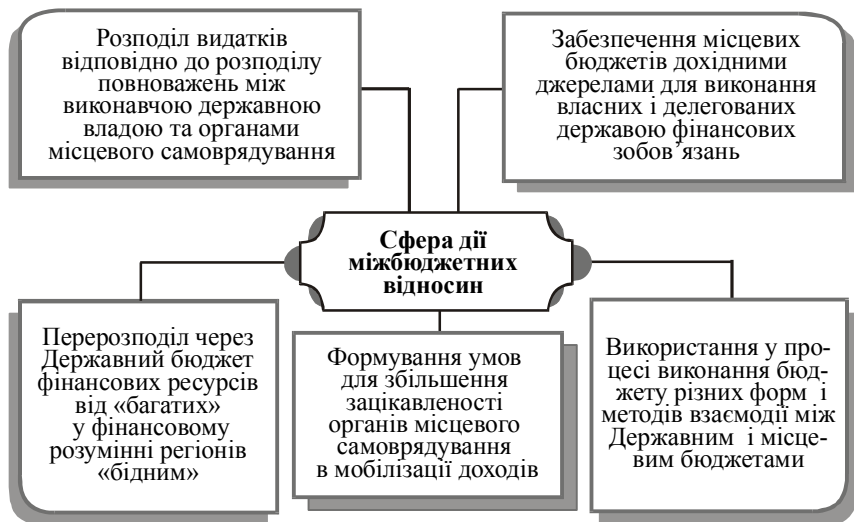 Розподіл видатків
відповідно до розподілу
повноважень між
виконавчою державною
владою та органами
місцевого самоврядування
Забезпечення місцевих
бюджетів дохідними
джерелами для виконання
власних і делегованих
державою фінансових
зобов’язань
Сфера дії
міжбюджетних
відносин
Перерозподіл через
Державний бюджет
фінансових ресурсів
від «багатих»
у фінансовому
розумінні регіонів
«бідним»
Формування умов
для збільшення
зацікавленості
органів місцевого
самоврядування
в мобілізації доходів
Використання у про-
цесі виконання бюд-
жету різних форм і
методів взаємодії між
Державним і місце-
вим бюджетами